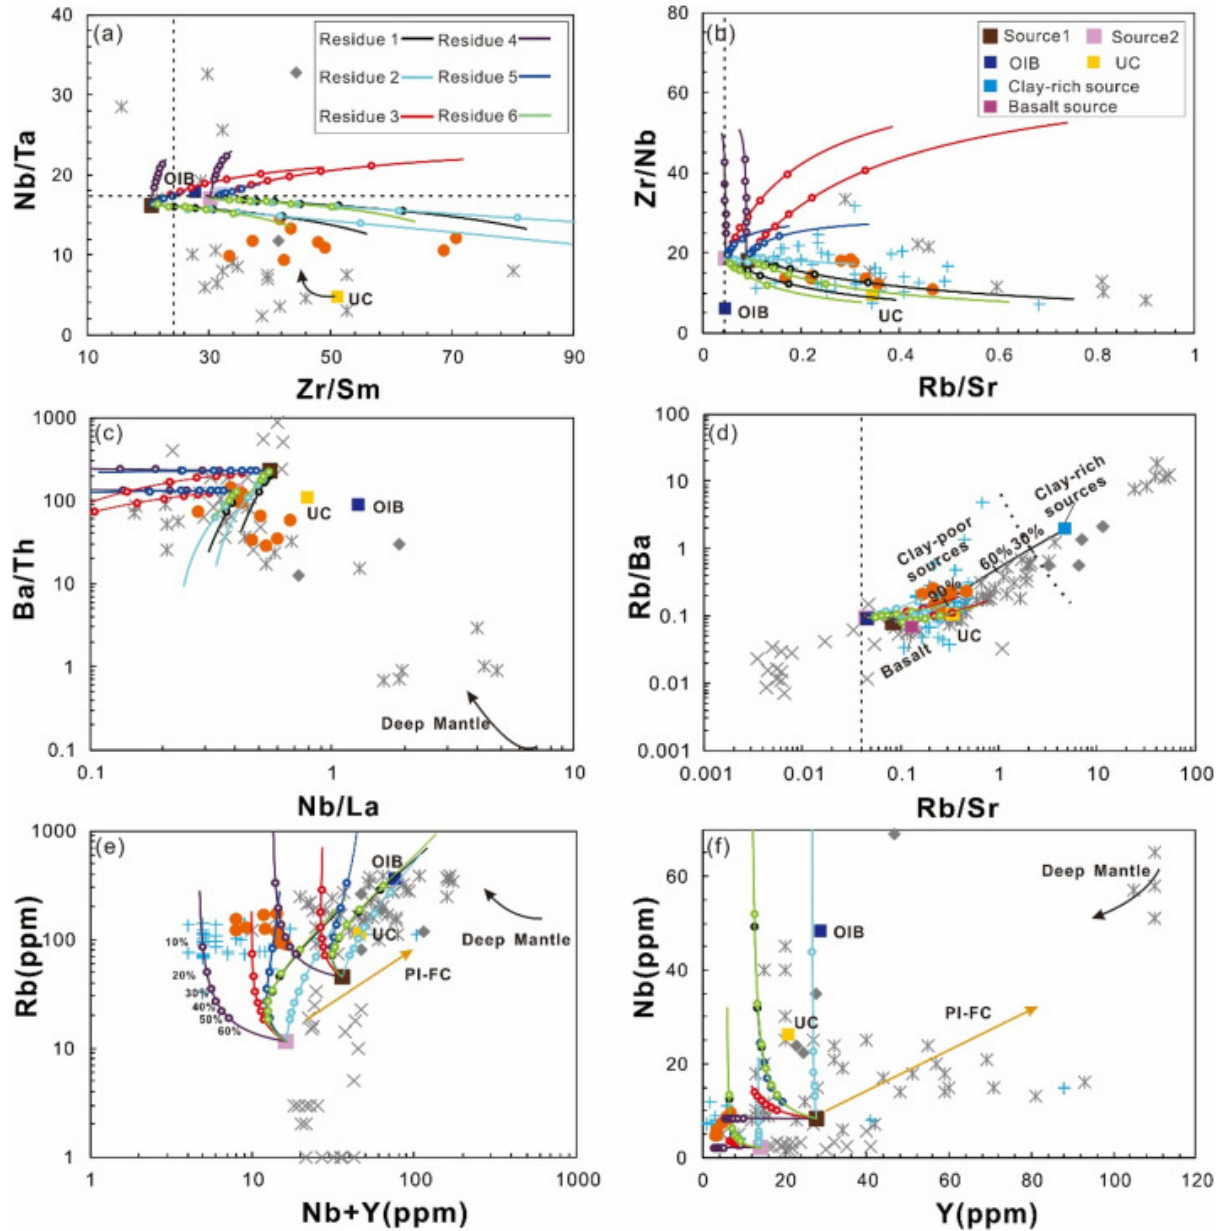 (a)
Residue 1
Residue 4
Residue 2
Residue 5
Residue 3
Residue 6
40
30
20
10
0
Nb/Ta
OIB
UC
10
30
50
70
90
Zr/Sm
(b)
Source1
Source2
OIB
UC
Clay-rich source
Basalt source
80
60
40
20
0
Zr/Nb
OIB
UC
0
0.2
0.4
0.6
0.8
1
Rb/Sr
(c)
1000
100
10
1
0.1
Ba/Th
UC
OIB
Deep Mantle
0.1
1
10
Nb/La
(d)
100
10
1
0.1
0.01
0.001
Rb/Ba
Clay-rich
sources
Clay-poor
sources
60%
30%
90%
UC
Basalt
0.001
0.01
0.1
1
10
100
Rb/Sr
(e)
1000
100
10
1
Rb(ppm)
OIB
UC
Deep Mantle
PI-FC
10%
20%
30%
40%
50%
60%
1
10
100
1000
Nb+Y(ppm)
(f)
60
40
20
0
Nb(ppm)
Deep Mantle
OIB
UC
PI-FC
0
20
40
60
80
100
120
Y(ppm)